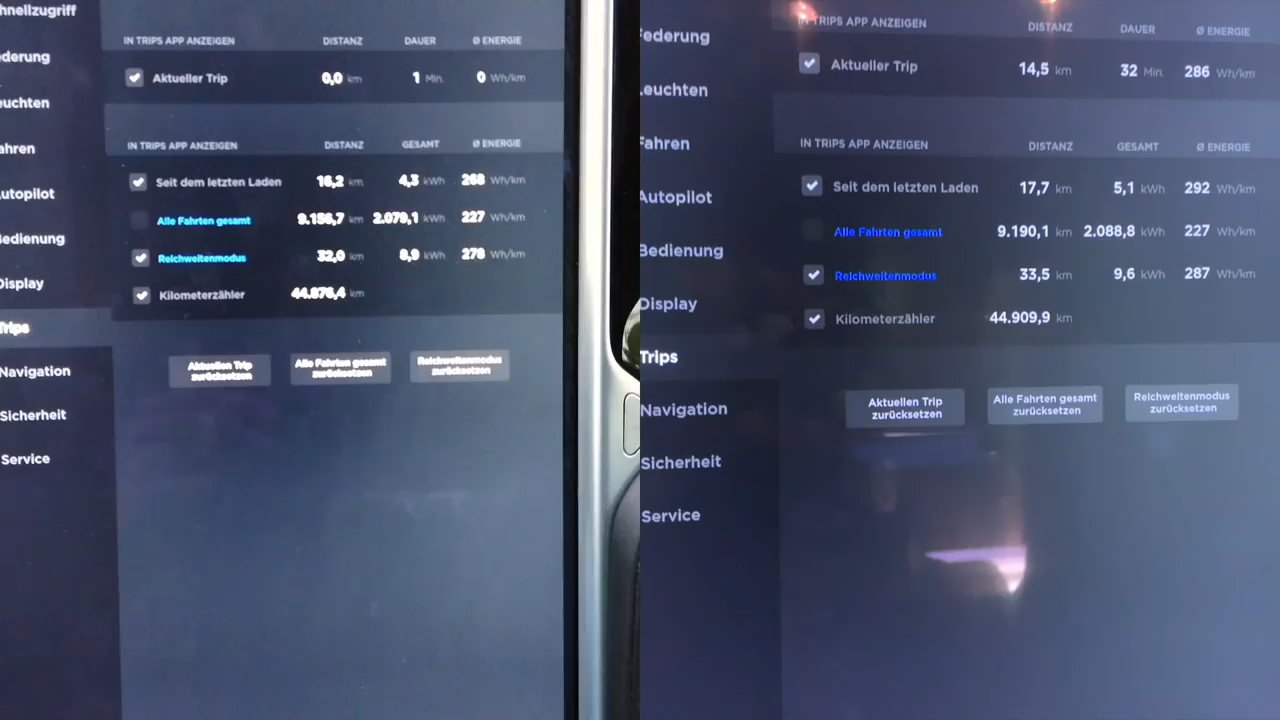 hnellzugriff
ederung
euchten
ahren
utopilot
Bedienung
Display
Trips
Navigation
Sicherheit
Service
IN TRIPS APP ANZEIGEN DISTANZ DAUER Ø ENERGIE
Aktueller Trip 0,0 km 1 Min. 0 Wh/km
IN TRIPS APP ANZEIGEN DISTANZ GESAMT Ø ENERGIE
Seit dem letzten Laden 16,2 km 4,3 kWh 268 Wh/km
Alle Fahrten gesamt 9.156,7 km 2.079,1 kWh 227 Wh/km
Reichweitenmodus 32,0 km 8,9 kWh 278 Wh/km
Kilometerzähler 44.876,4 km
Aktuellen Trip
zurücksetzen
Alle Fahrten gesamt
zurücksetzen
Reichweitenmodus
zurücksetzen
Federung
Leuchten
Fahren
Autopilot
Bedienung
Display
Trips
Navigation
Sicherheit
Service
IN TRIPS APP ANZEIGEN DISTANZ DAUER Ø ENERGIE
Aktueller Trip 14,5 km 32 Min. 286 Wh/km
IN TRIPS APP ANZEIGEN DISTANZ GESAMT Ø ENERGIE
Seit dem letzten Laden 17,7 km 5,1 kWh 292 Wh/km
Alle Fahrten gesamt 9.190,1 km 2.088,8 kWh 227 Wh/km
Reichweitenmodus 33,5 km 9,6 kWh 287 Wh/km
Kilometerzähler 44.909,9 km
Aktuellen Trip
zurücksetzen
Alle Fahrten gesamt
zurücksetzen
Reichweitenmodus
zurücksetzen